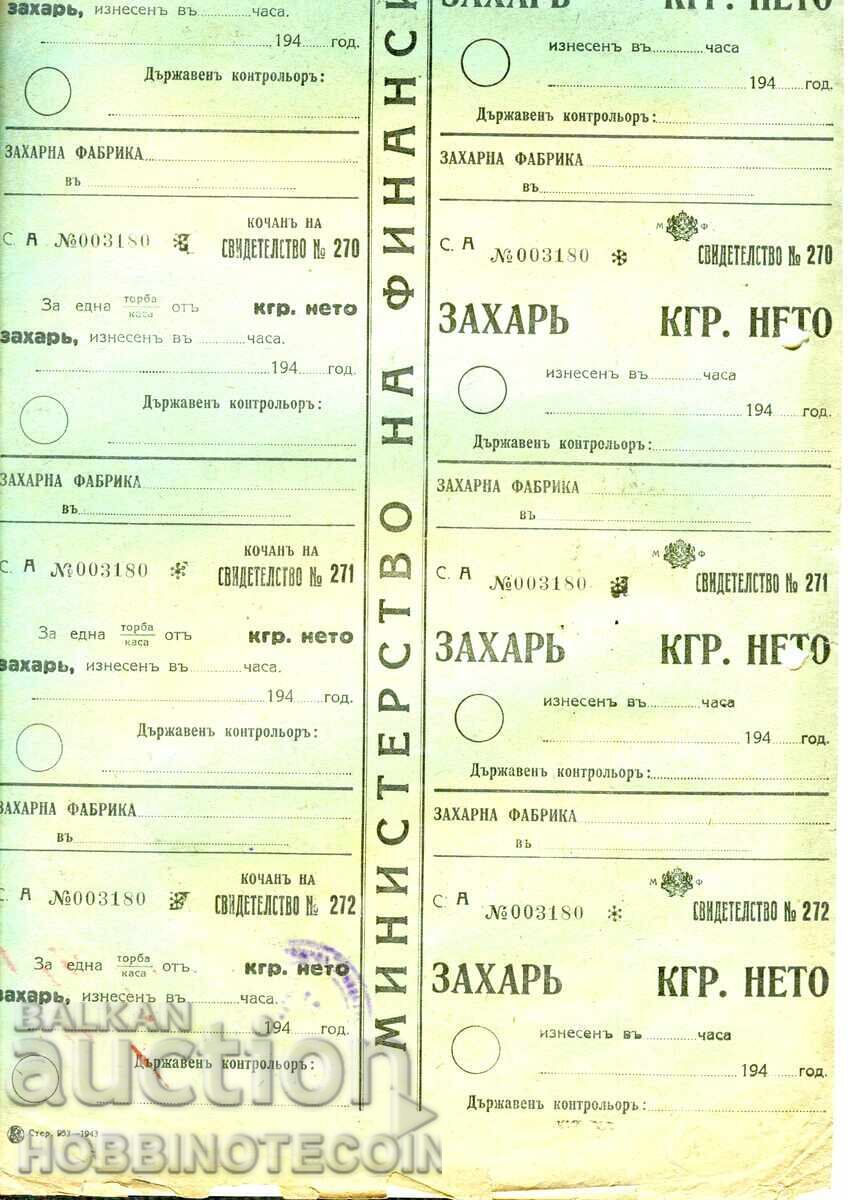 захарь, изнесенъ въ часа.
194 год.
Държавенъ контрольоръ:
ЗАХАРНА ФАБРИКА
въ
С. А №003180
КОЧАНЪ НА
СВИДЕТЕЛСТВО № 270
За една торба/каса отъ кгр. нето
захарь, изнесенъ въ часа.
194 год.
Държавенъ контрольоръ:
ЗАХАРНА ФАБРИКА
въ
С. А №003180
КОЧАНЪ НА
СВИДЕТЕЛСТВО № 271
За една торба/каса отъ кгр. нето
захарь, изнесенъ въ часа.
194 год.
Държавенъ контрольоръ:
ЗАХАРНА ФАБРИКА
въ
С. А №003180
КОЧАНЪ НА
СВИДЕТЕЛСТВО № 272
За една торба/каса отъ кгр. нето
захарь, изнесенъ въ часа.
194 год.
Държавенъ контрольоръ:
Стер. 953—1943
МИНИСТЕРСТВО НА ФИНАНСИ
ЗАХАРЬ КГР. НЕТО
изнесенъ въ часа
194 год.
Държавенъ контрольоръ:
ЗАХАРНА ФАБРИКА
въ
М Ф
С. А №003180 СВИДЕТЕЛСТВО № 270
ЗАХАРЬ КГР. НЕТО
изнесенъ въ часа
194 год.
Държавенъ контрольоръ:
ЗАХАРНА ФАБРИКА
въ
М Ф
С. А №003180 СВИДЕТЕЛСТВО № 271
ЗАХАРЬ КГР. НЕТО
изнесенъ въ часа
194 год.
Държавенъ контрольоръ:
ЗАХАРНА ФАБРИКА
въ
М Ф
С А №003180 СВИДЕТЕЛСТВО № 272
ЗАХАРЬ КГР. НЕТО
изнесенъ въ часа
194 год.
Държавенъ контрольоръ:
BALKAN
auction
HOBBINOTECOIN